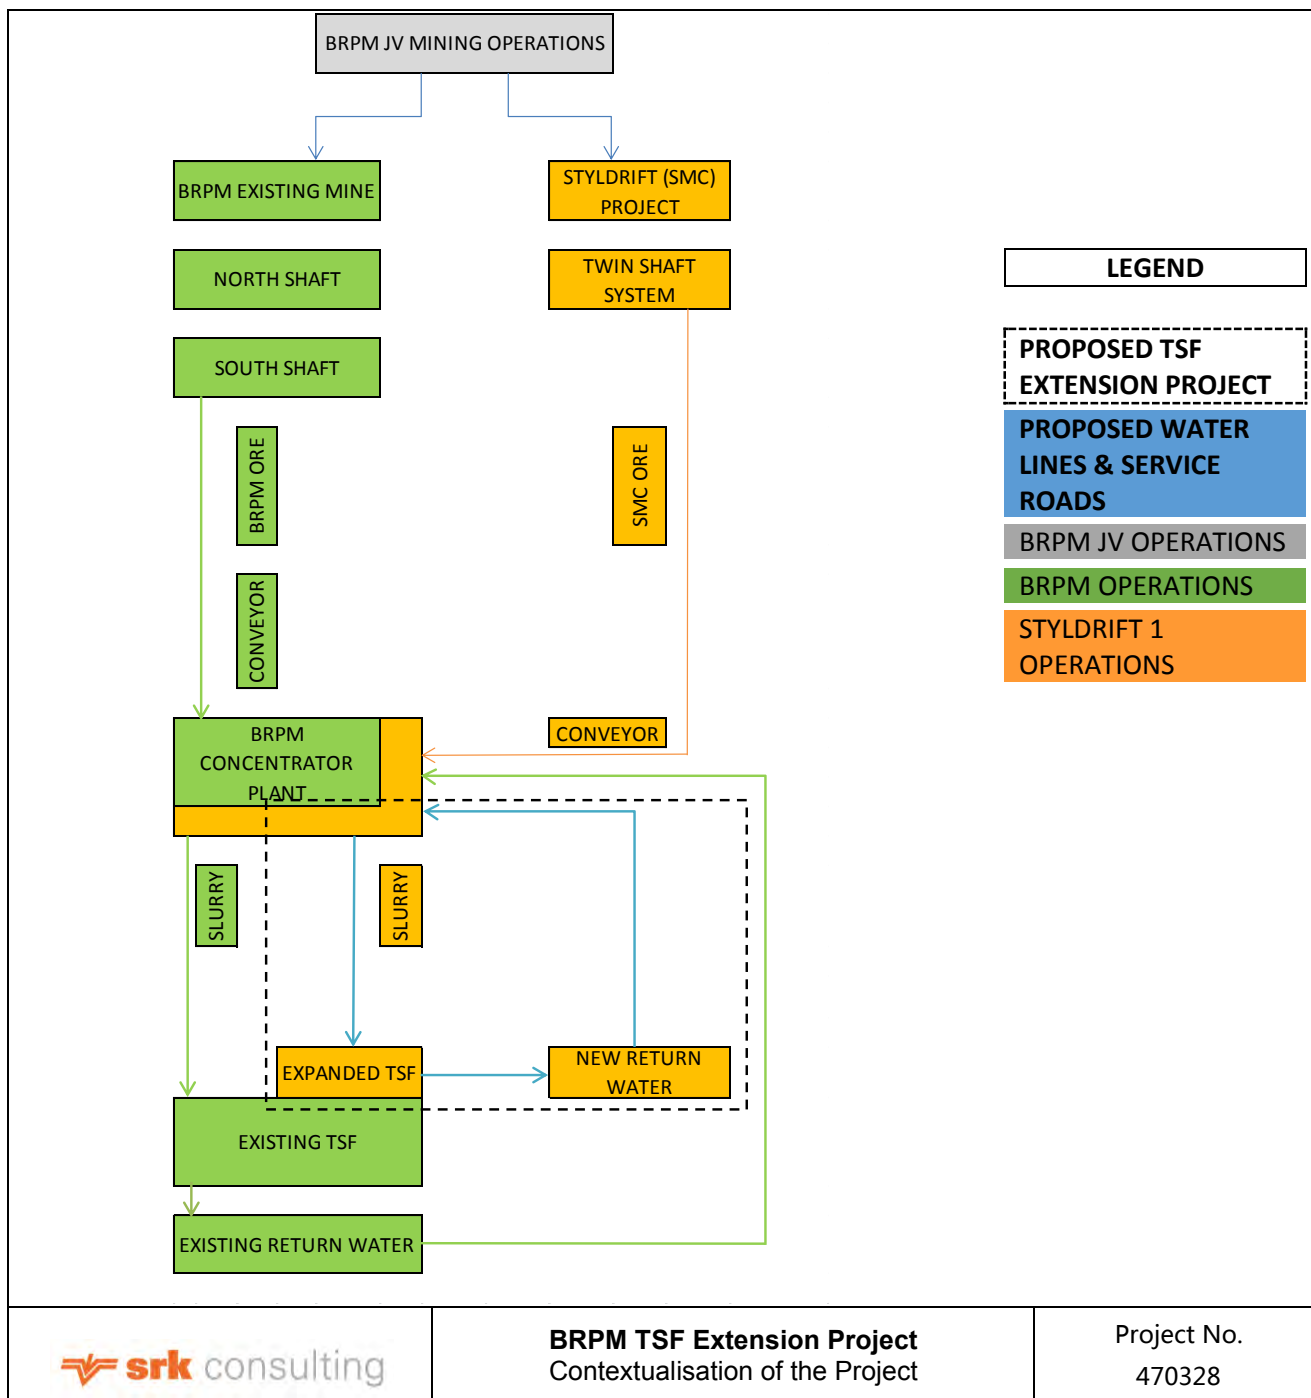 BRPM JV MINING OPERATIONS
BRPM EXISTING MINE
STYLDRIFT (SMC)
PROJECT
NORTH SHAFT
TWIN SHAFT
SYSTEM
SOUTH SHAFT
BRPM ORE
SMC ORE
CONVEYOR
BRPM
CONCENTRATOR
PLANT
CONVEYOR
SLURRY
SLURRY
EXPANDED TSF
NEW RETURN
WATER
EXISTING TSF
EXISTING RETURN WATER
LEGEND
PROPOSED TSF
EXTENSION PROJECT
PROPOSED WATER
LINES & SERVICE
ROADS
BRPM JV OPERATIONS
BRPM OPERATIONS
STYLDRIFT 1
OPERATIONS
srk consulting
BRPM TSF Extension Project
Contextualisation of the Project
Project No.
470328